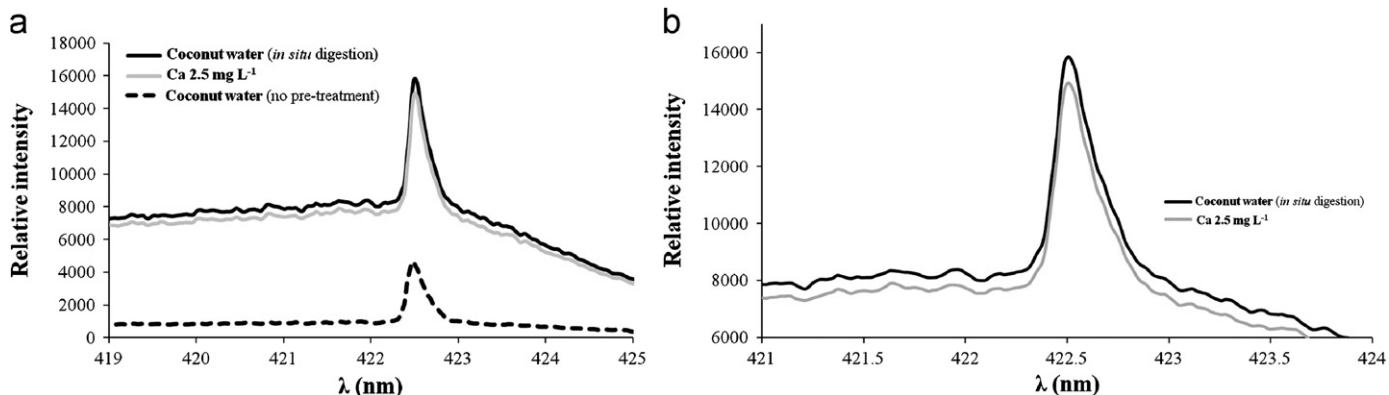 a
18000
16000
14000
12000
10000
8000
6000
4000
2000
0
Relative intensity
Coconut water (in situ digestion)
Ca 2.5 mg L-1
Coconut water (no pre-treatment)
419 420 421 422 423 424 425
λ (nm)
b
16000
14000
12000
10000
8000
6000
Relative intensity
Coconut water (in situ digestion)
Ca 2.5 mg L-1
421 421.5 422 422.5 423 423.5 424
λ (nm)